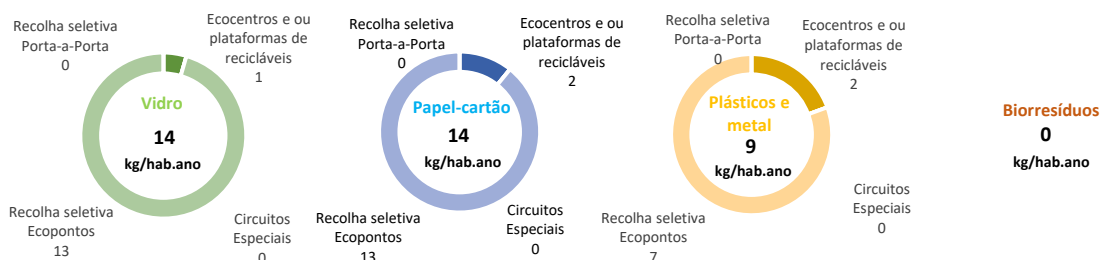 Recolha seletiva
Porta-a-Porta
0
Ecocentros e ou
plataformas de
recicláveis
1
Vidro
14
kg/hab.ano
Recolha seletiva
Ecopontos
13
Circuitos
Especiais
0
Recolha seletiva
Porta-a-Porta
0
Ecocentros e ou
plataformas de
recicláveis
2
Papel-cartão
14
kg/hab.ano
Recolha seletiva
Ecopontos
13
Circuitos
Especiais
0
Recolha seletiva
Porta-a-Porta
0
Ecocentros e ou
plataformas de
recicláveis
2
Plásticos e
metal
9
kg/hab.ano
Recolha seletiva
Ecopontos
7
Circuitos
Especiais
0
Biorresíduos
0
kg/hab.ano